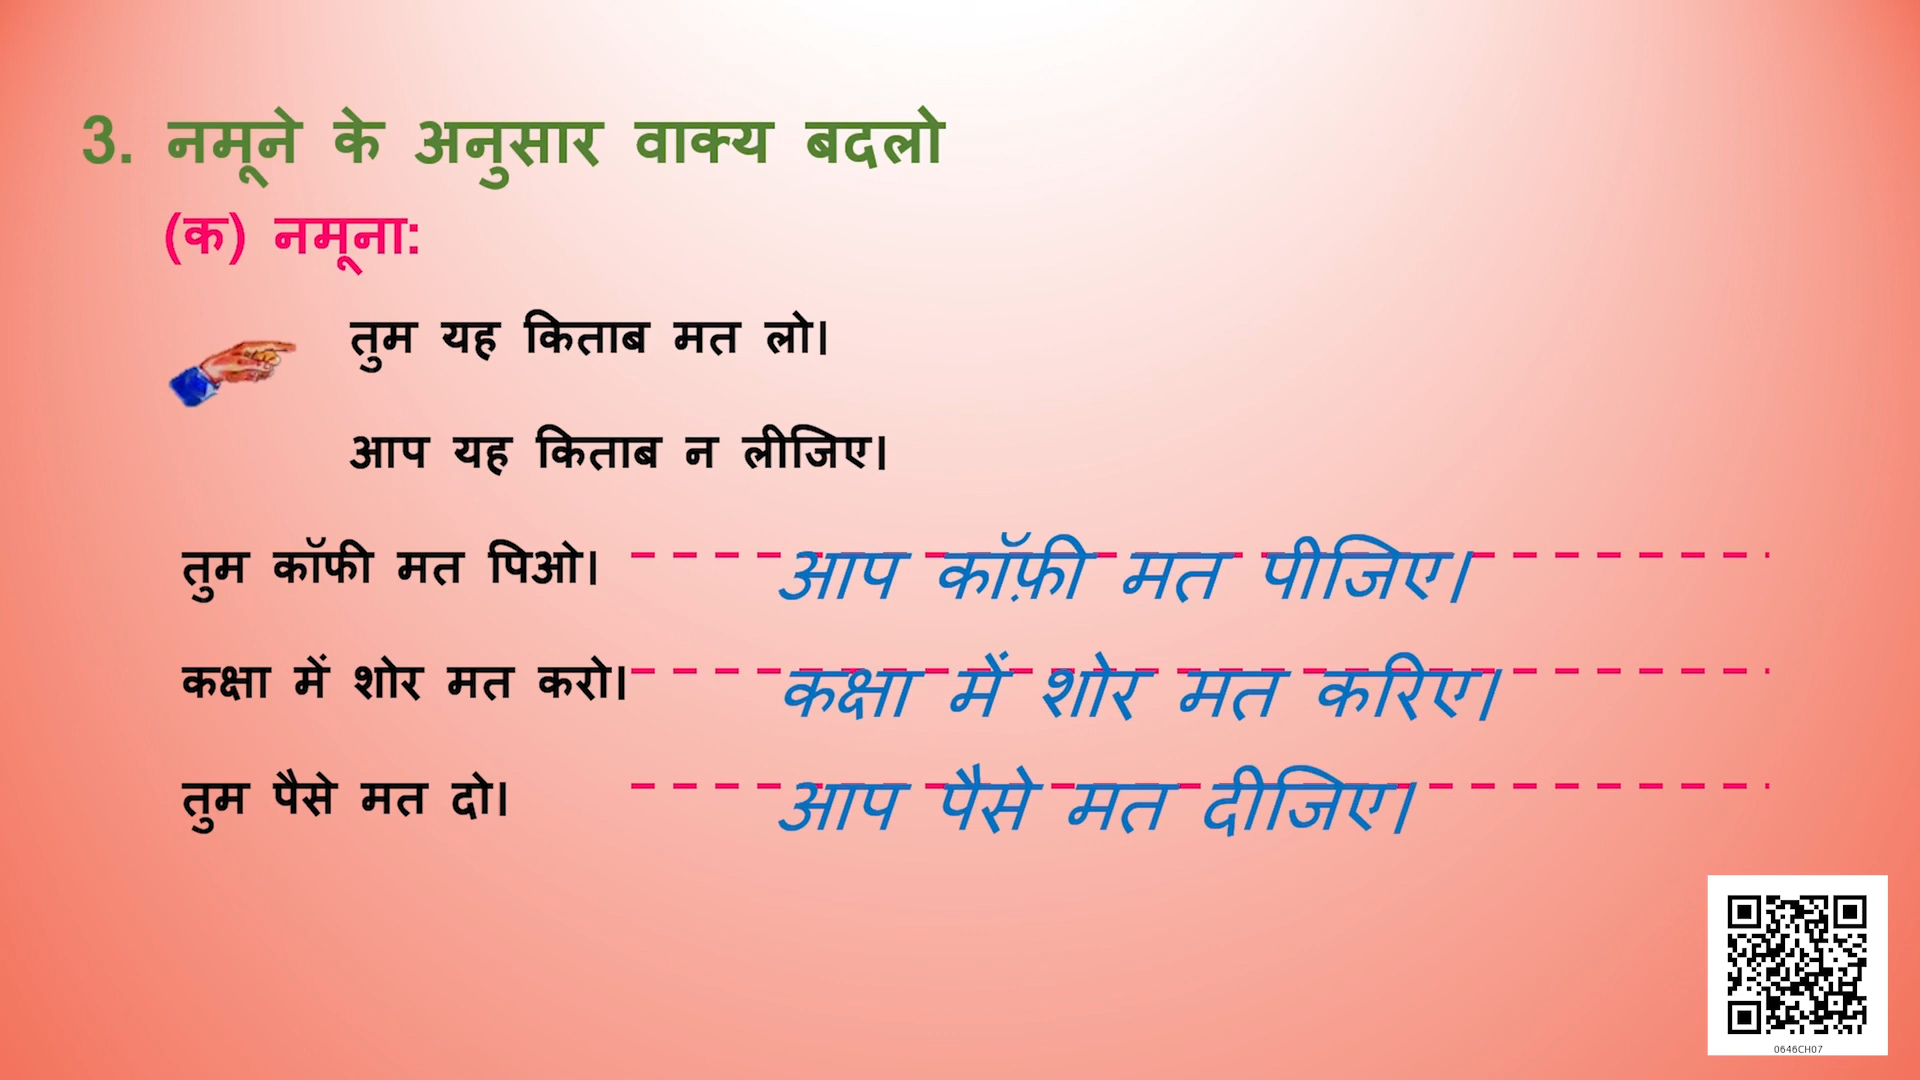 3. नमूने के अनुसार वाक्य बदलो
(क) नमूना:
तुम यह किताब मत लो।
आप यह किताब न लीजिए।
तुम कॉफी मत पिओ। आप कॉफ़ी मत पीजिए।
कक्षा में शोर मत करो। कक्षा में शोर मत करिए।
तुम पैसे मत दो। आप पैसे मत दीजिए।
0646CH07